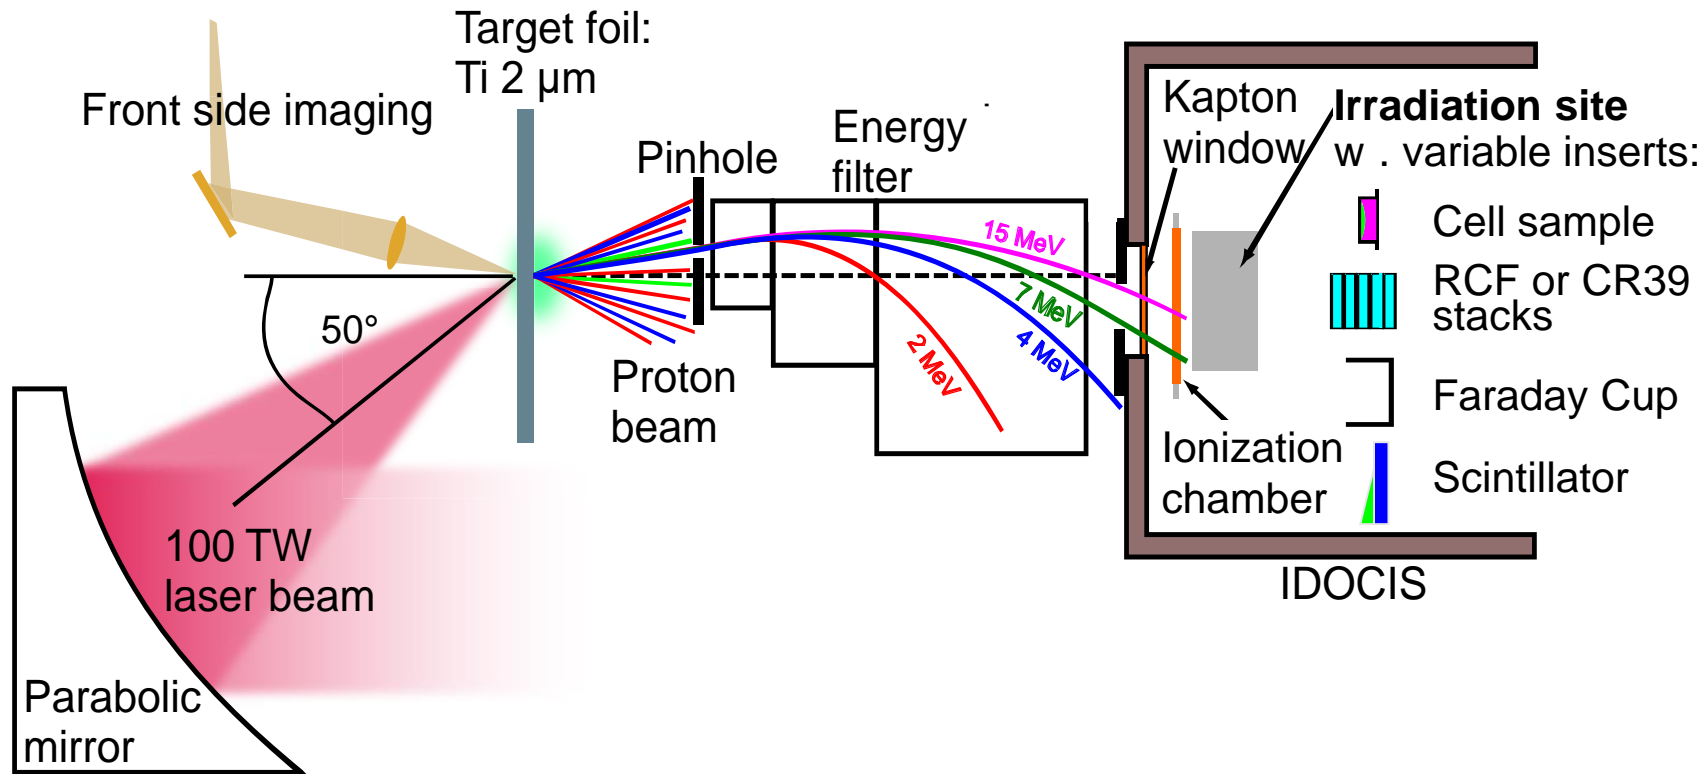 Target foil:
Ti 2 µm
Front side imaging
Pinhole
Energy
filter
Kapton
window
Irradiation site
w . variable inserts:
Cell sample
RCF or CR39
stacks
Faraday Cup
Scintillator
15 MeV
7 MeV
4 MeV
2 MeV
50°
Proton
beam
Ionization
chamber
100 TW
laser beam
IDOCIS
Parabolic
mirror